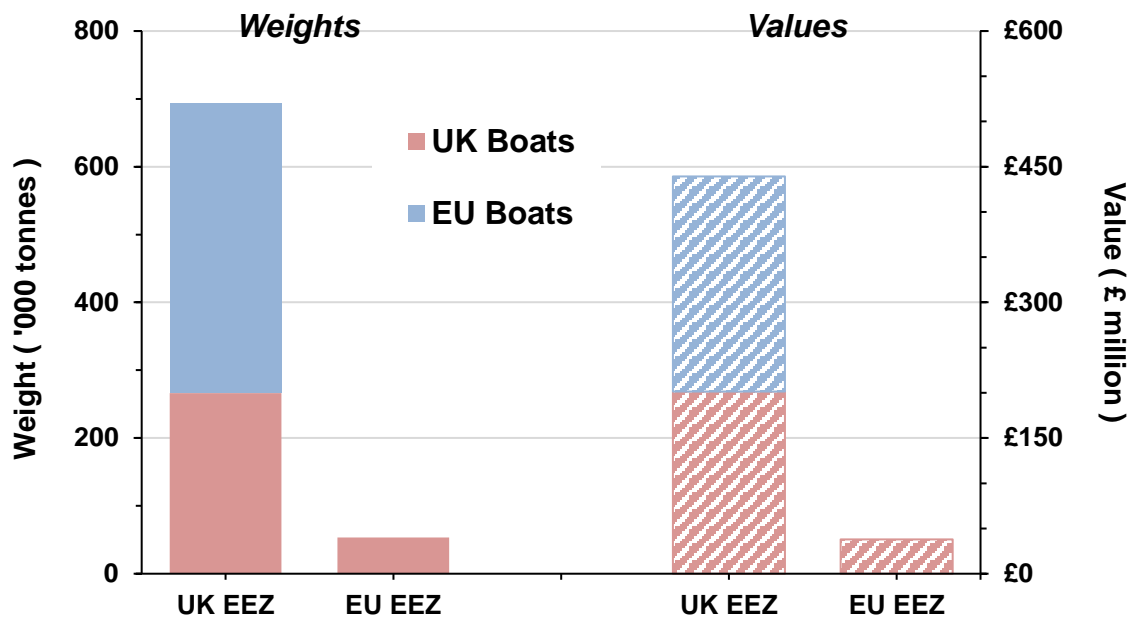 Weights
Values
Weight ( '000 tonnes )
800
600
400
200
0
UK Boats
EU Boats
£600
£450
£300
£150
£0
Value ( £ million )
UK EEZ
EU EEZ
UK EEZ
EU EEZ